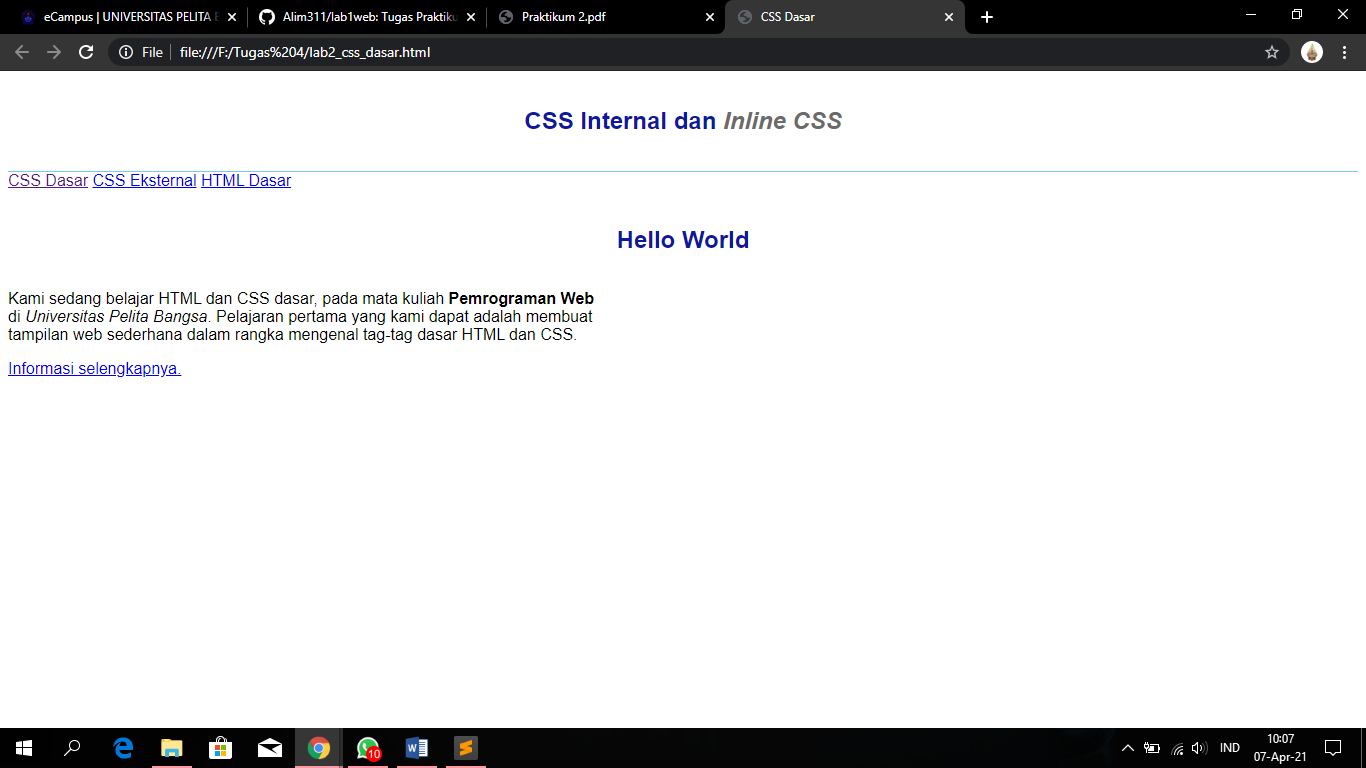 eCampus | UNIVERSITAS PELITA
Alim311/lab1web: Tugas Praktik
Praktikum 2.pdf
CSS Dasar
File
file:///F:/Tugas%204/lab2_css_dasar.html
CSS Internal dan Inline CSS
CSS Dasar CSS Eksternal HTML Dasar
Hello World
Kami sedang belajar HTML dan CSS dasar, pada mata kuliah Pemrograman Web
di Universitas Pelita Bangsa. Pelajaran pertama yang kami dapat adalah membuat
tampilan web sederhana dalam rangka mengenal tag-tag dasar HTML dan CSS.
Informasi selengkapnya.
10
IND
10:07
07-Apr-21